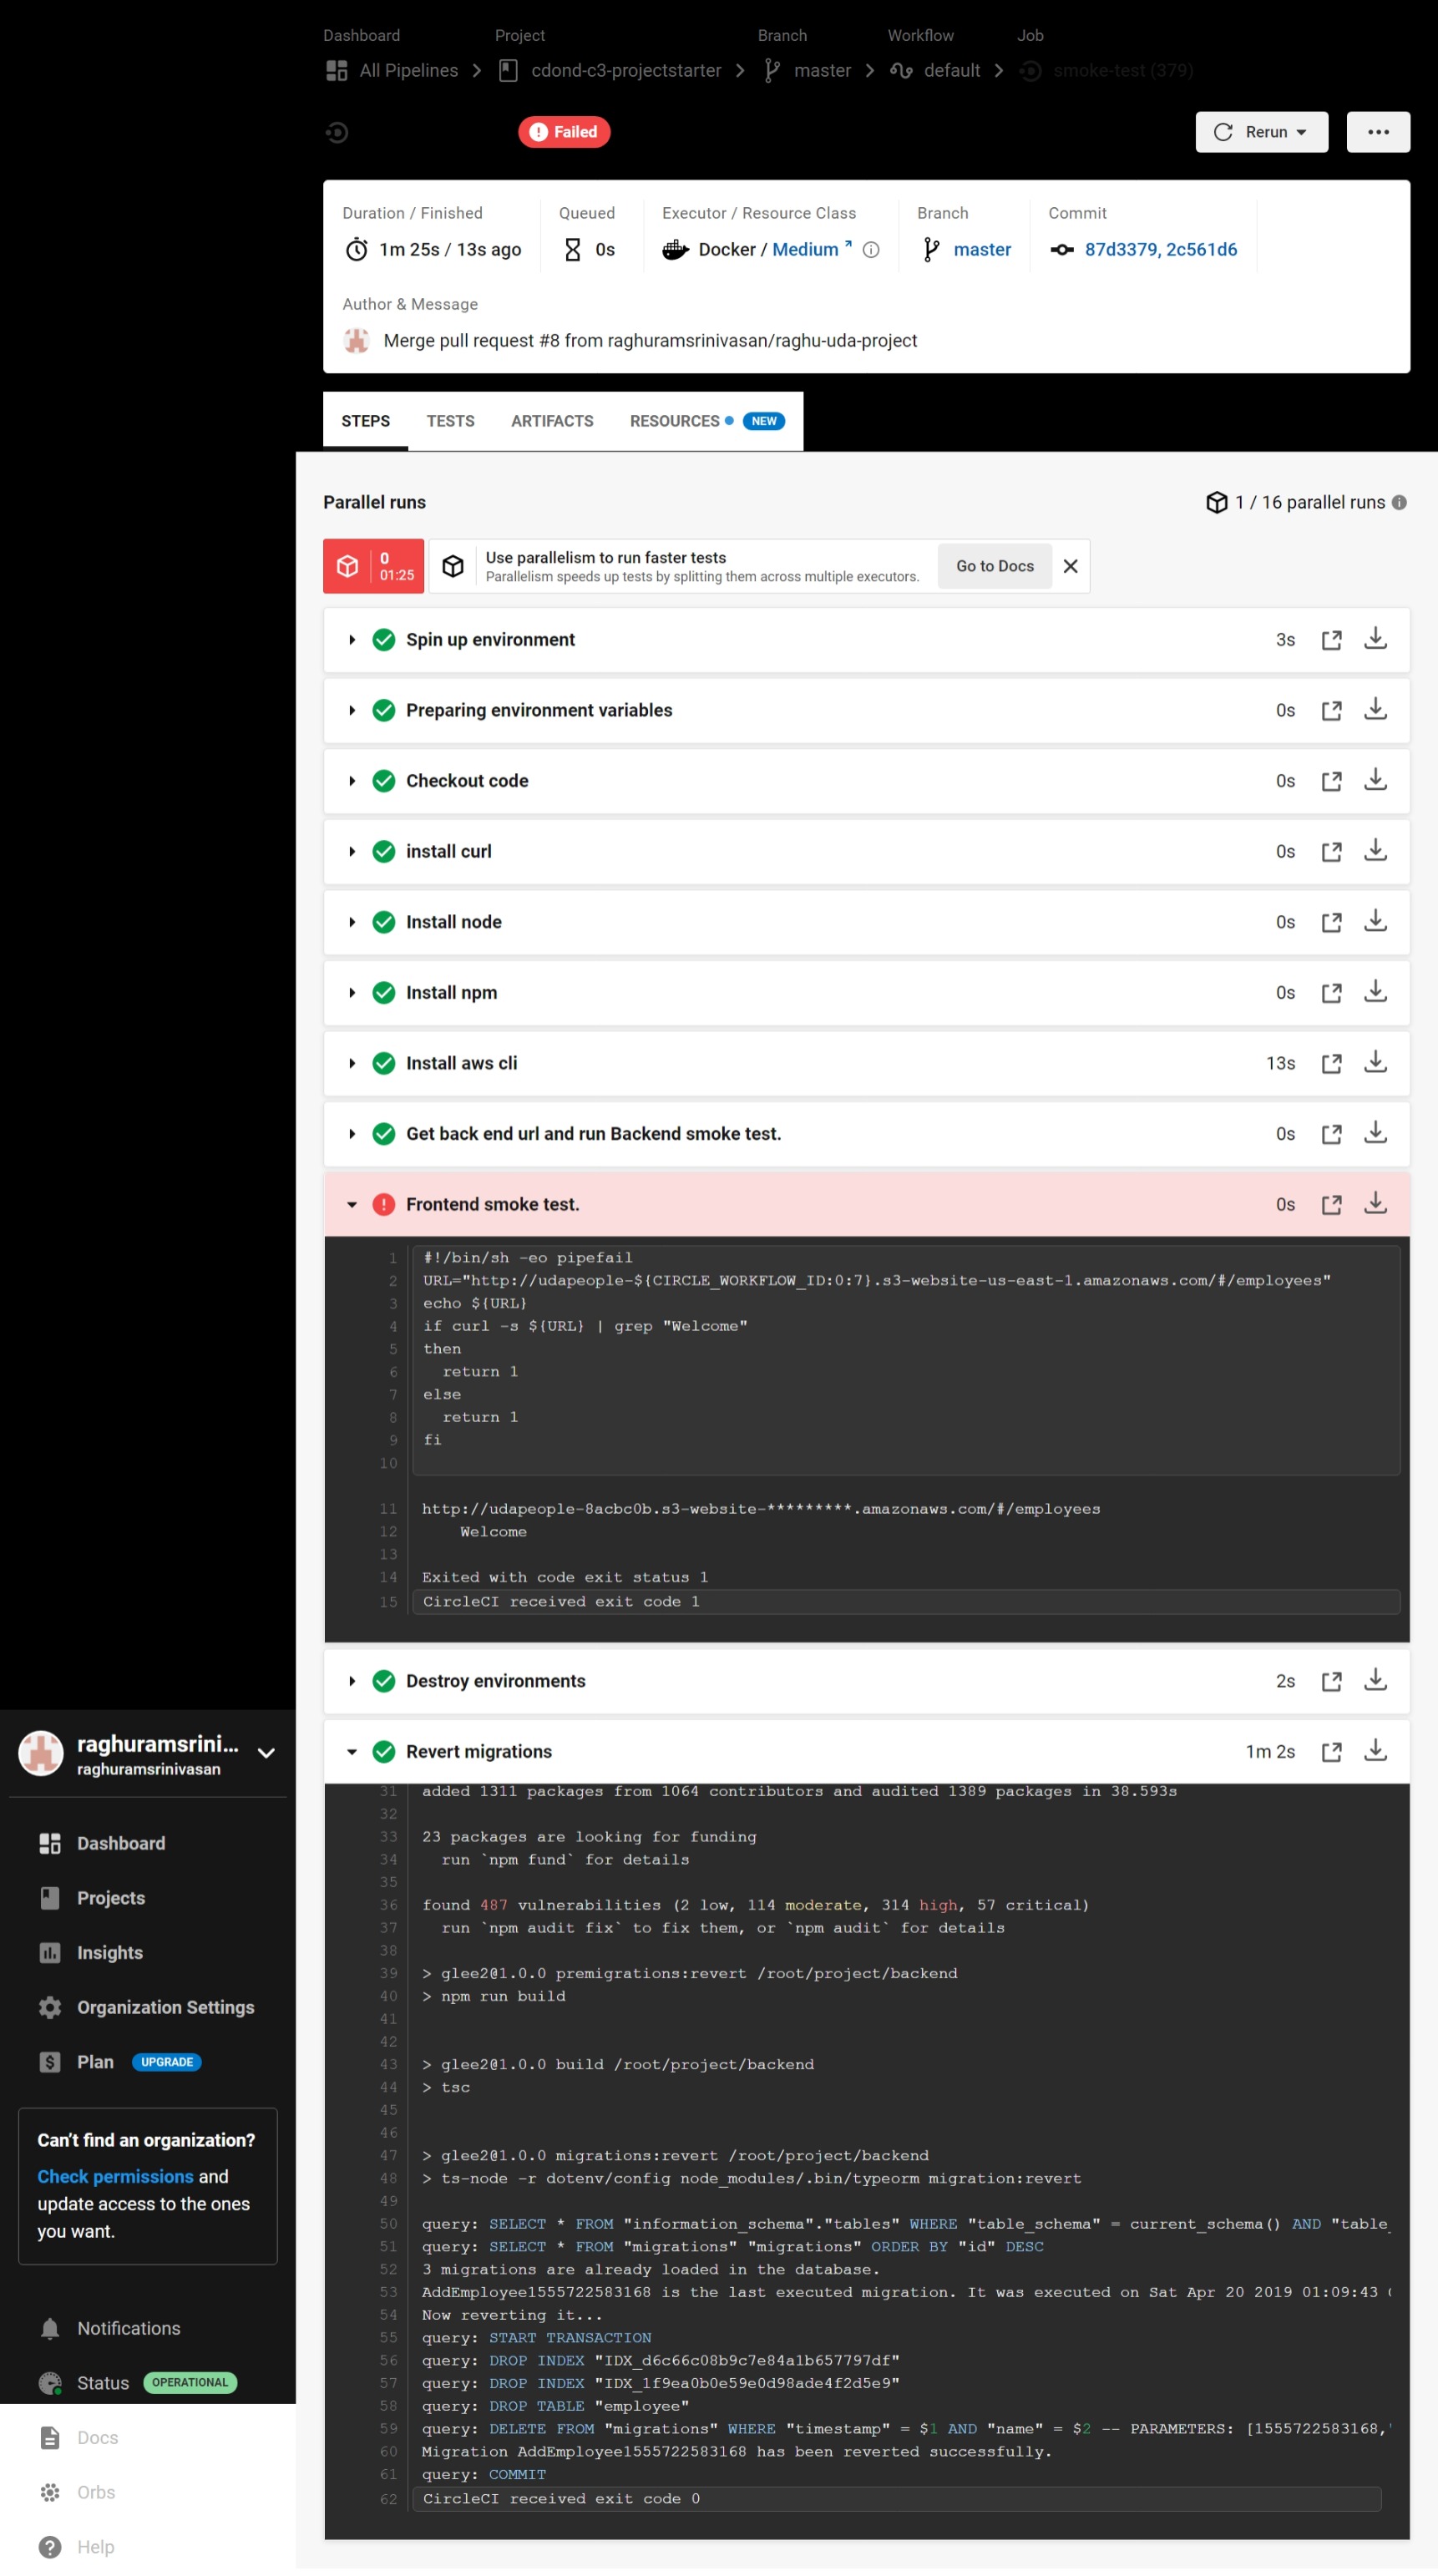 Dashboard Project Branch Workflow Job
All Pipelines cdond-c3-projectstarter master default smoke-test (379)
Failed Rerun
Duration / Finished Queued Executor / Resource Class Branch Commit
1m 25s / 13s ago 0s Docker / Medium master 87d3379, 2c561d6
Author & Message
Merge pull request #8 from raghuramsrinivasan/raghu-uda-project
STEPS TESTS ARTIFACTS RESOURCES NEW
Parallel runs 1 / 16 parallel runs
0
01:25
Use parallelism to run faster tests
Parallelism speeds up tests by splitting them across multiple executors.
Go to Docs
Spin up environment 3s
Preparing environment variables 0s
Checkout code 0s
install curl 0s
Install node 0s
Install npm 0s
Install aws cli 13s
Get back end url and run Backend smoke test. 0s
Frontend smoke test. 0s
1 #!/bin/sh -eo pipefail
2 URL="http://udapeople-${CIRCLE_WORKFLOW_ID:0:7}.s3-website-us-east-1.amazonaws.com/#/employees"
3 echo ${URL}
4 if curl -s ${URL} | grep "Welcome"
5 then
6 return 1
7 else
8 return 1
9 fi
10
11 http://udapeople-8acbc0b.s3-website-*********.amazonaws.com/#/employees
12 Welcome
13
14 Exited with code exit status 1
15 CircleCI received exit code 1
Destroy environments 2s
Revert migrations 1m 2s
31 added 1311 packages from 1064 contributors and audited 1389 packages in 38.593s
32
33 23 packages are looking for funding
34 run `npm fund` for details
35
36 found 487 vulnerabilities (2 low, 114 moderate, 314 high, 57 critical)
37 run `npm audit fix` to fix them, or `npm audit` for details
38
39 > glee2@1.0.0 premigrations:revert /root/project/backend
40 > npm run build
41
42
43 > glee2@1.0.0 build /root/project/backend
44 > tsc
45
46
47 > glee2@1.0.0 migrations:revert /root/project/backend
48 > ts-node -r dotenv/config node_modules/.bin/typeorm migration:revert
49
50 query: SELECT * FROM "information_schema"."tables" WHERE "table_schema" = current_schema() AND "table_
51 query: SELECT * FROM "migrations" "migrations" ORDER BY "id" DESC
52 3 migrations are already loaded in the database.
53 AddEmployee1555722583168 is the last executed migration. It was executed on Sat Apr 20 2019 01:09:43 (
54 Now reverting it...
55 query: START TRANSACTION
56 query: DROP INDEX "IDX_d6c66c08b9c7e84a1b657797df"
57 query: DROP INDEX "IDX_1f9ea0b0e59e0d98ade4f2d5e9"
58 query: DROP TABLE "employee"
59 query: DELETE FROM "migrations" WHERE "timestamp" = $1 AND "name" = $2 -- PARAMETERS: [1555722583168,"
60 Migration AddEmployee1555722583168 has been reverted successfully.
61 query: COMMIT
62 CircleCI received exit code 0
raghuramsrini...
raghuramsrinivasan
Dashboard
Projects
Insights
Organization Settings
Plan UPGRADE
Can't find an organization?
Check permissions and
update access to the ones
you want.
Notifications
Status OPERATIONAL
Docs
Orbs
Help